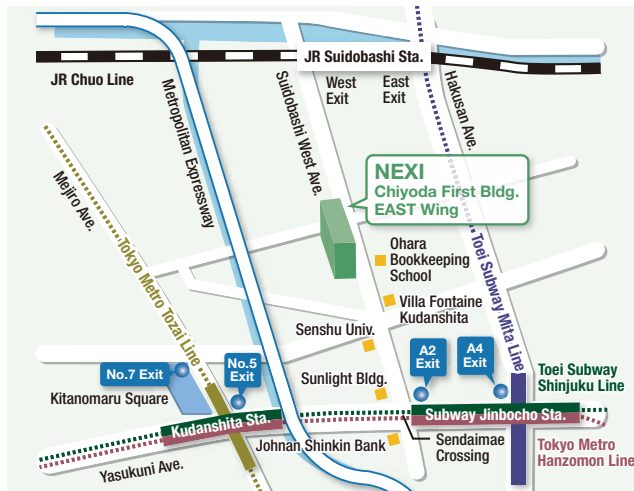 JR Suidobashi Sta.
JR Chuo Line
West
Exit
East
Exit
Hakusan Ave.
Suidobashi West Ave.
Metropolitan Expressway
NEXI
Chiyoda First Bldg.
EAST Wing
Mejiro Ave.
Tokyo Metro Tozai Line
Ohara
Bookkeeping
School
Toei Subway Mita Line
Villa Fontaine
Kudanshita
Senshu Univ.
A2
Exit
A4
Exit
No.7 Exit
No.5
Exit
Toei Subway
Shinjuku Line
Sunlight Bldg.
Kitanomaru Square
Kudanshita Sta.
Subway Jinbocho Sta.
Johnan Shinkin Bank
Sendaimae
Crossing
Tokyo Metro
Hanzomon Line
Yasukuni Ave.